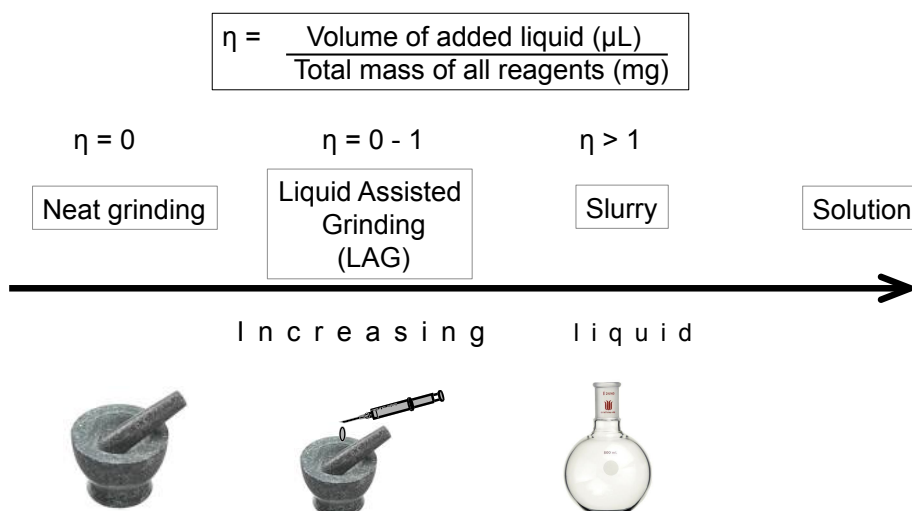 η = Volume of added liquid (μL)
Total mass of all reagents (mg)
η = 0
η = 0 - 1
η > 1
Neat grinding
Liquid Assisted
Grinding
(LAG)
Slurry
Solution
Increasing liquid